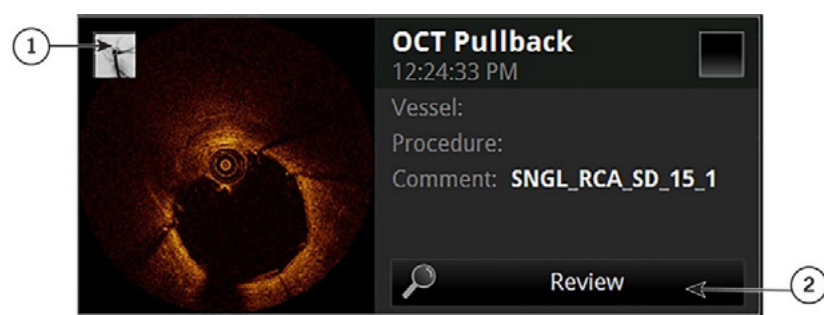 1
OCT Pullback
12:24:33 PM
Vessel:
Procedure:
Comment: SNGL_RCA_SD_15_1
Review
2